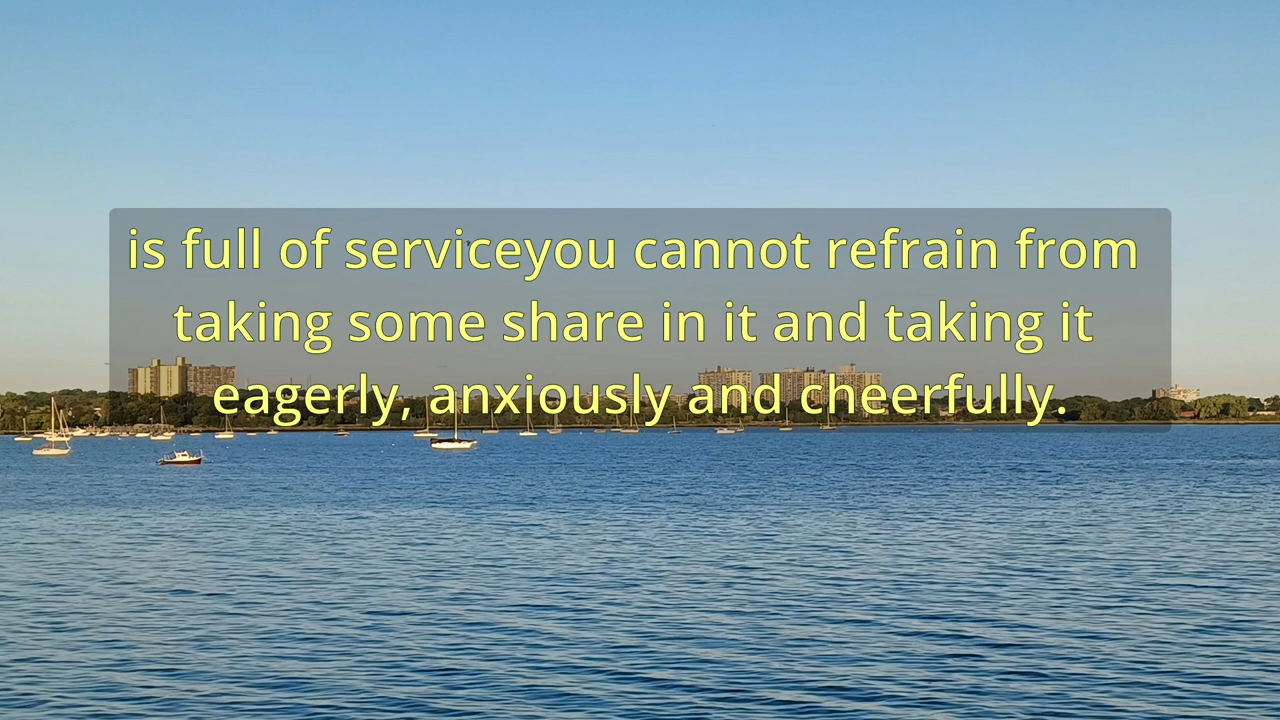 is full of serviceyou cannot refrain from
taking some share in it and taking it
eagerly, anxiously and cheerfully.